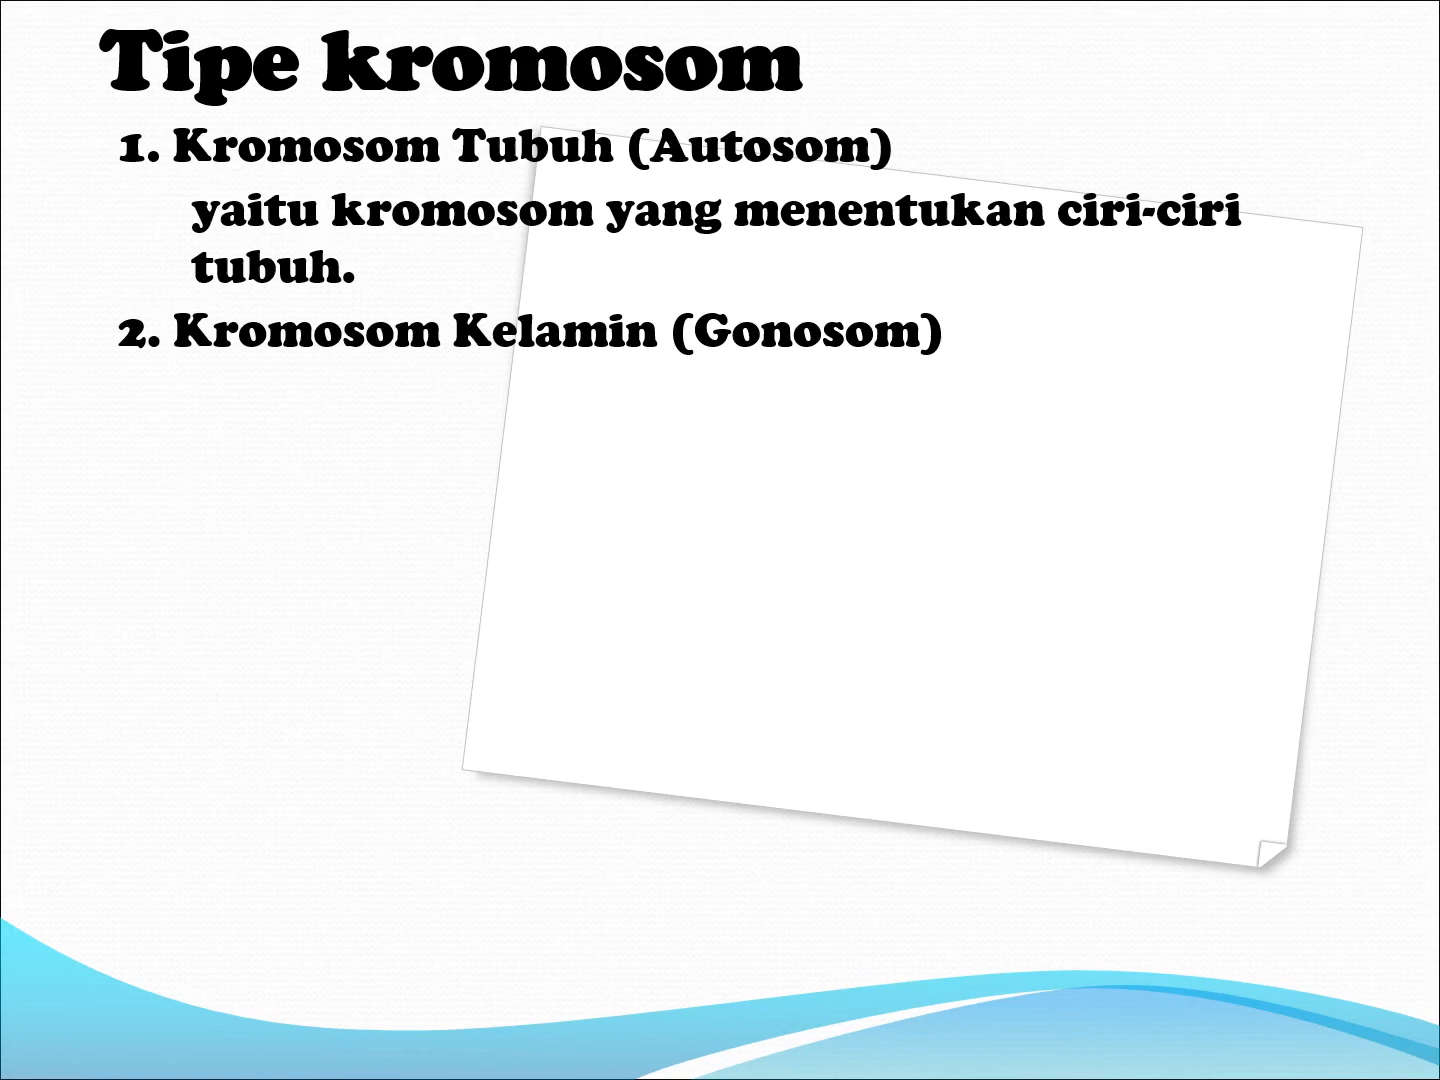 Tipe kromosom
1. Kromosom Tubuh (Autosom)
yaitu kromosom yang menentukan ciri-ciri
tubuh.
2. Kromosom Kelamin (Gonosom)